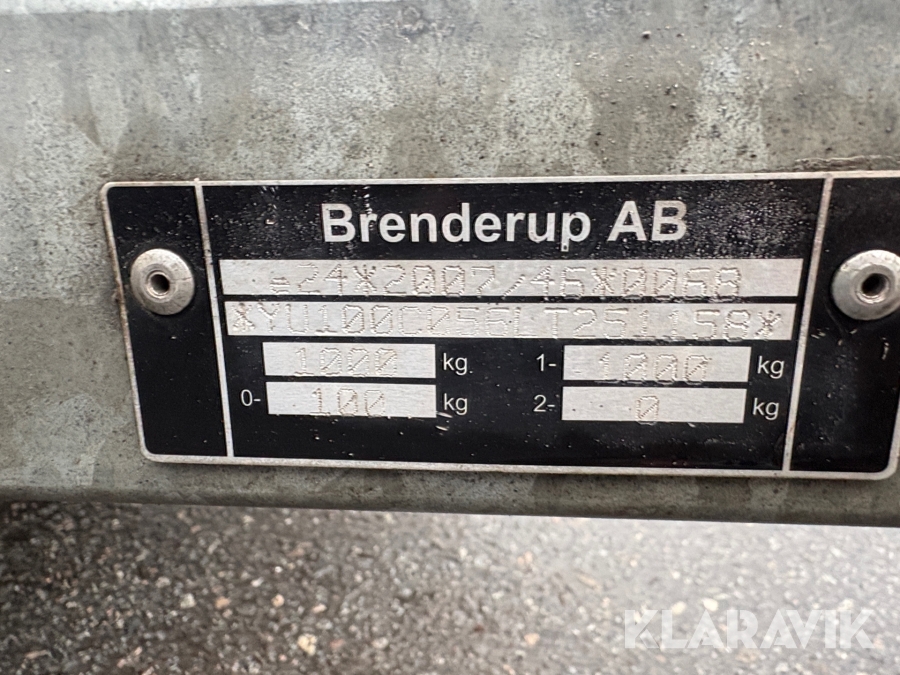 Brenderup AB
e24*2007/46*0068
*YU100C056LT251158*
1000 kg.
1- 1000 kg
0- 100 kg
2- 0 kg
KLARAVIK